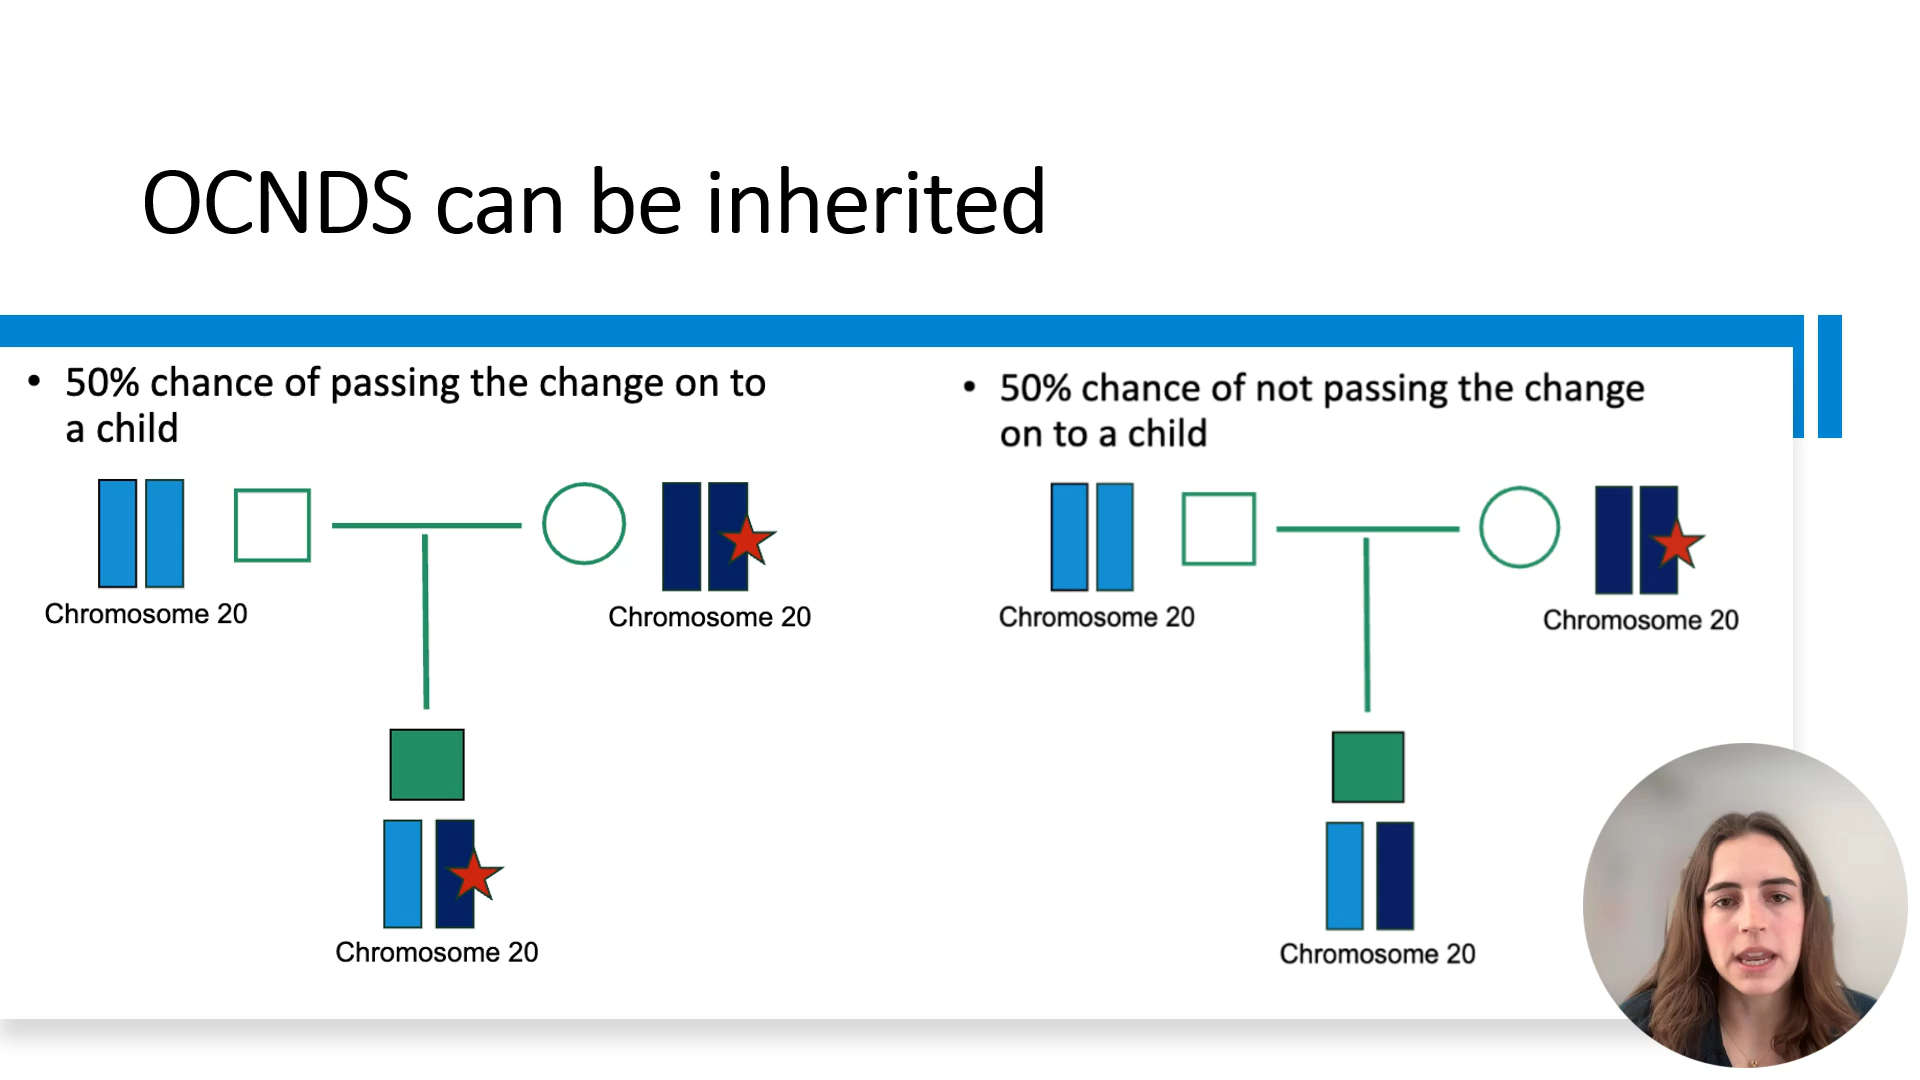 OCNDS can be inherited
• 50% chance of passing the change on to
a child
Chromosome 20
Chromosome 20
Chromosome 20
• 50% chance of not passing the change
on to a child
Chromosome 20
Chromosome 20
Chromosome 20